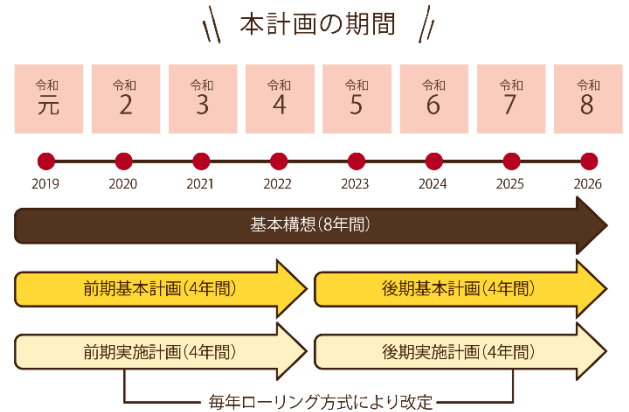 本計画の期間
令和 令和 令和 令和 令和 令和 令和 令和
元 2 3 4 5 6 7 8
2019 2020 2021 2022 2023 2024 2025 2026
基本構想(8年間)
前期基本計画(4年間) 後期基本計画(4年間)
前期実施計画(4年間) 後期実施計画(4年間)
毎年ローリング方式により改定